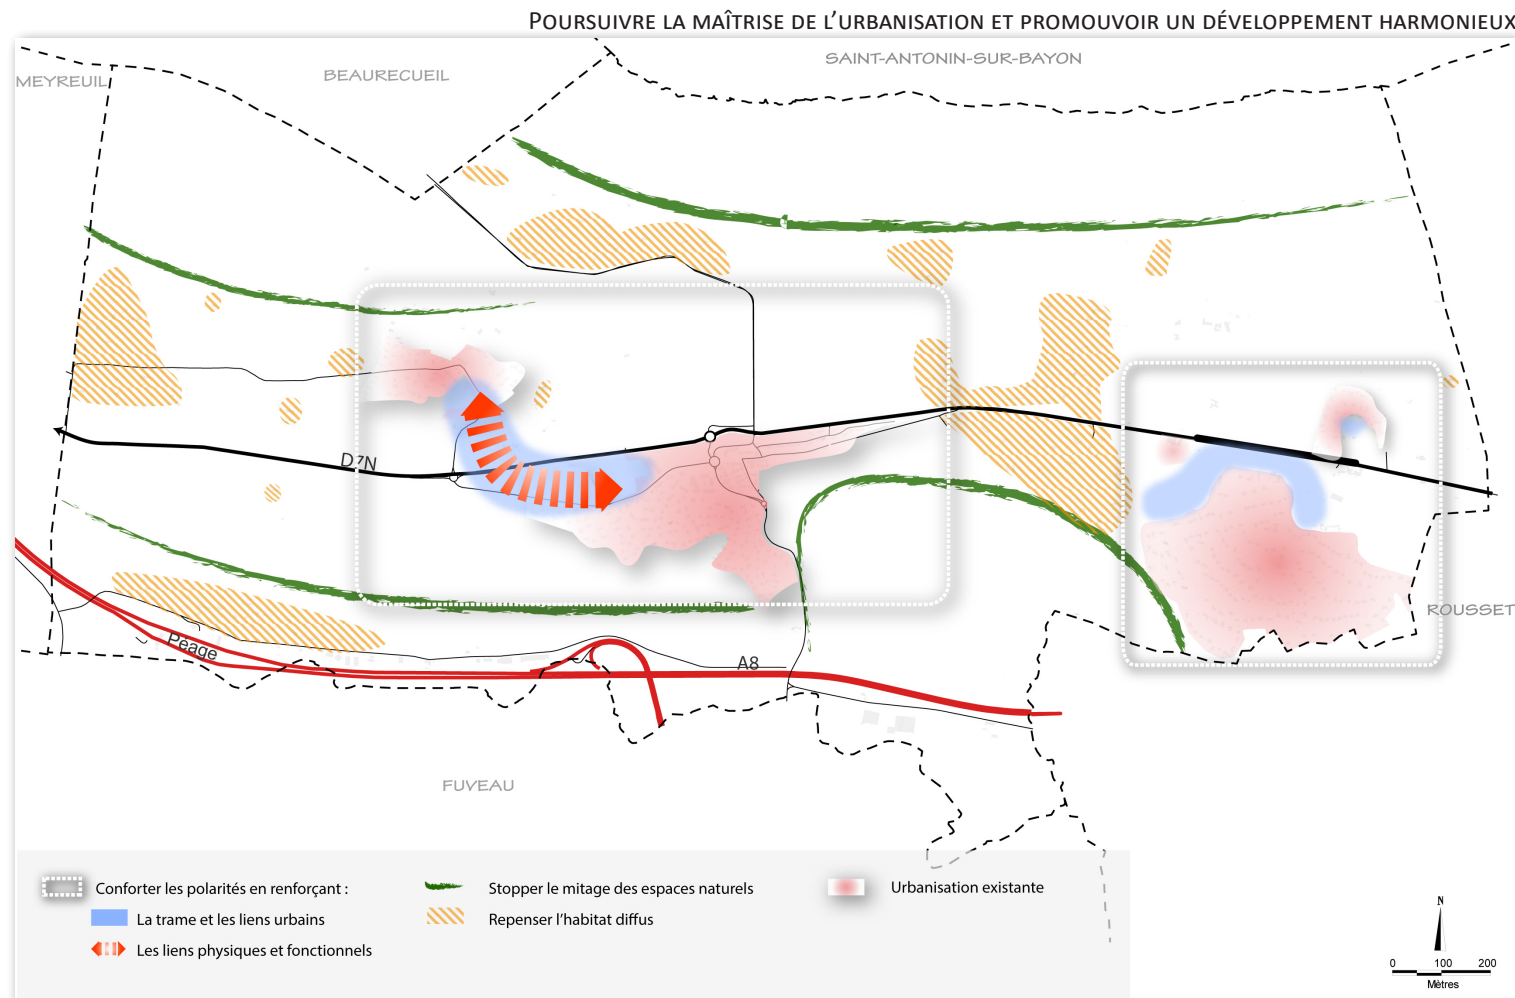 POURSUIVRE LA MAÎTRISE DE L'URBANISATION ET PROMOUVOIR UN DÉVELOPPEMENT HARMONIEUX
SAINT-ANTONIN-SUR-BAYON
BEAURECUEIL
MEYREUIL
D7N
ROUSSET
Péage
A8
FUVEAU
Conforter les polarités en renforçant :
La trame et les liens urbains
Les liens physiques et fonctionnels
Stopper le mitage des espaces naturels
Repenser l'habitat diffus
Urbanisation existante
N
0 100 200
Mètres